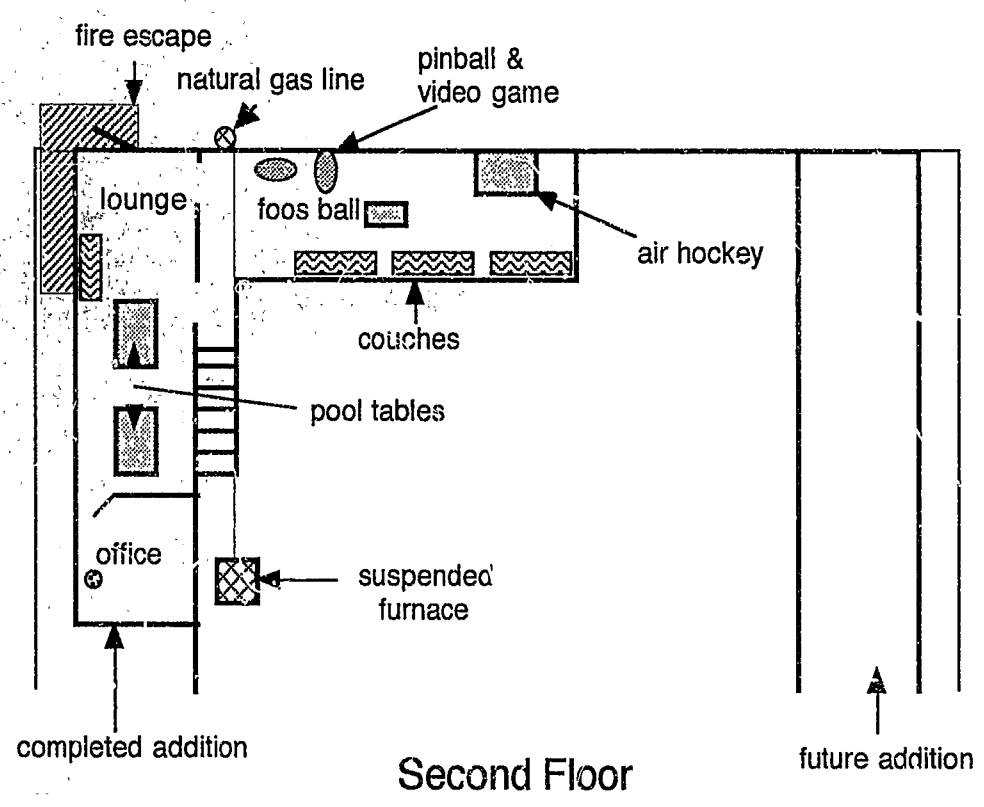 fire escape
natural gas line
pinball &
video game
lounge
foos ball
air hockey
couches
pool tables
office
suspended
furnace
completed addition
future addition
Second Floor